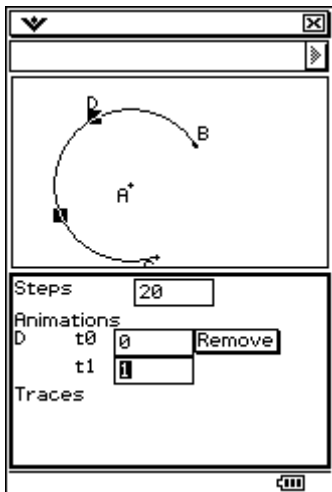 D
B
A
C
Steps 20
Animations
D t0 0 Remove
t1 1
Traces